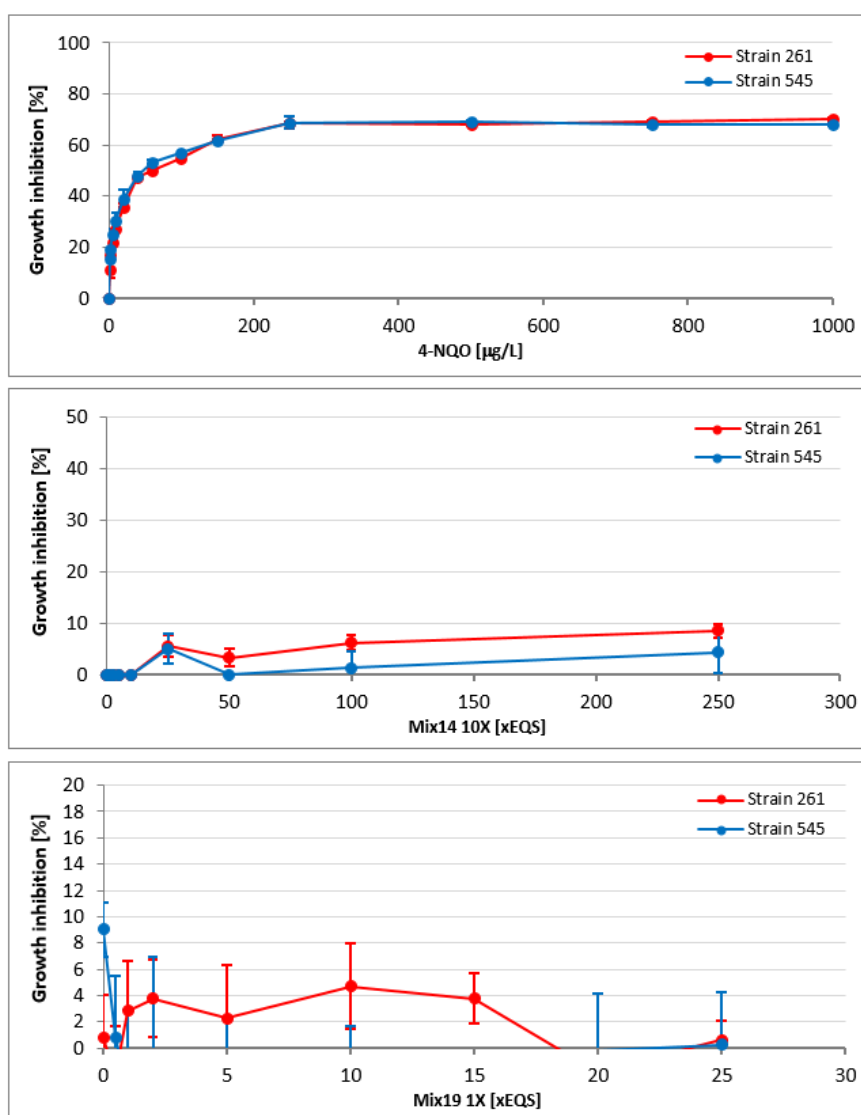 Growth inhibition [%]
100
80
60
40
20
0
Strain 261
Strain 545
0 200 400 600 800 1000
4-NQO [µg/L]
Growth inhibition [%]
50
40
30
20
10
0
Strain 261
Strain 545
0 50 100 150 200 250 300
Mix14 10X [xEQS]
Growth inhibition [%]
20
18
16
14
12
10
8
6
4
2
0
Strain 261
Strain 545
0 5 10 15 20 25 30
Mix19 1X [xEQS]